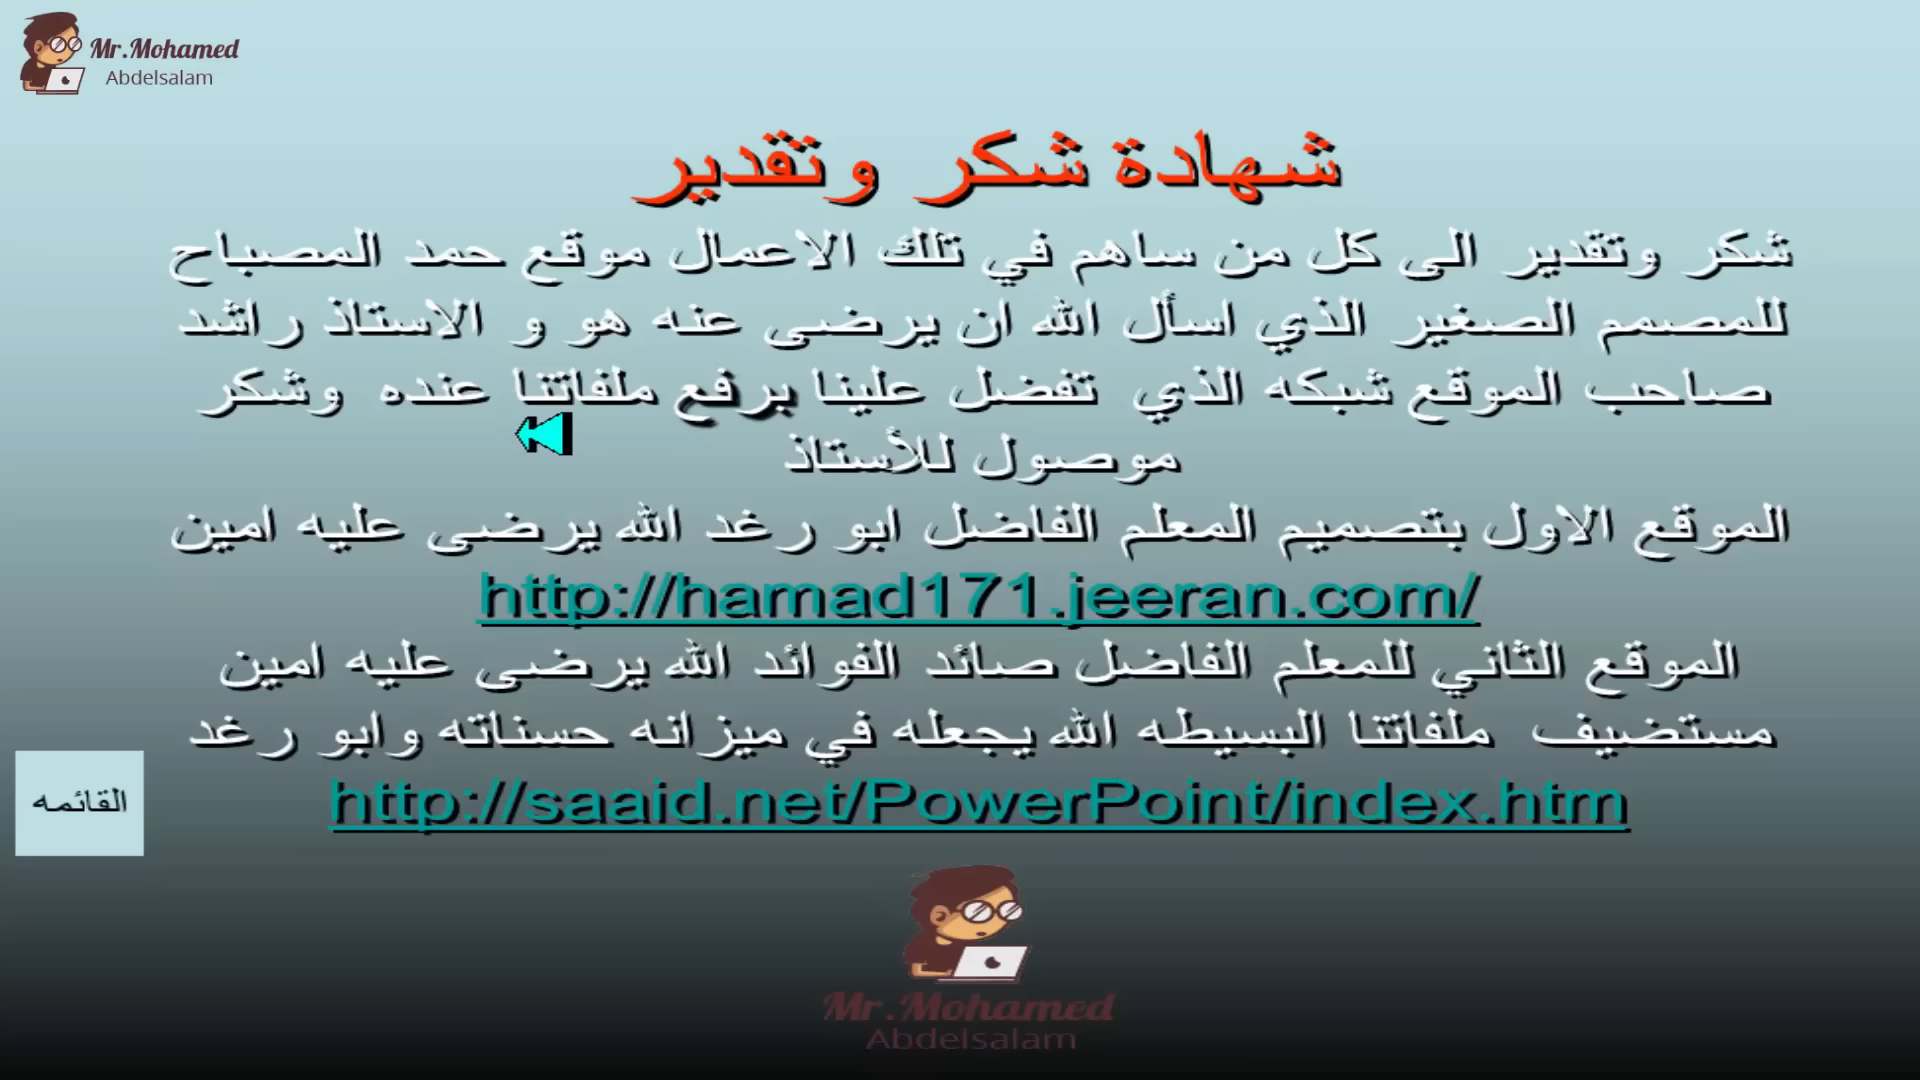 Mr.Mohamed
Abdelsalam
شهادة شكر وتقدير
شكر وتقدير الى كل من ساهم في تلك الاعمال موقع حمد المصباح
للمصمم الصغير الذي اسأل الله ان يرضى عنه هو و الاستاذ راشد
صاحب الموقع شبكه الذي تفضل علينا برفع ملفاتنا عنده وشكر
موصول للأستاذ
الموقع الاول بتصميم المعلم الفاضل ابو رغد الله يرضى عليه امين
http://hamad171.jeeran.com/
الموقع الثاني للمعلم الفاضل صائد الفوائد الله يرضى عليه امين
مستضيف ملفاتنا البسيطه الله يجعله في ميزانه حسناته وابو رغد
http://saaid.net/PowerPoint/index.htm
القائمه
Mr.Mohamed
Abdelsalam